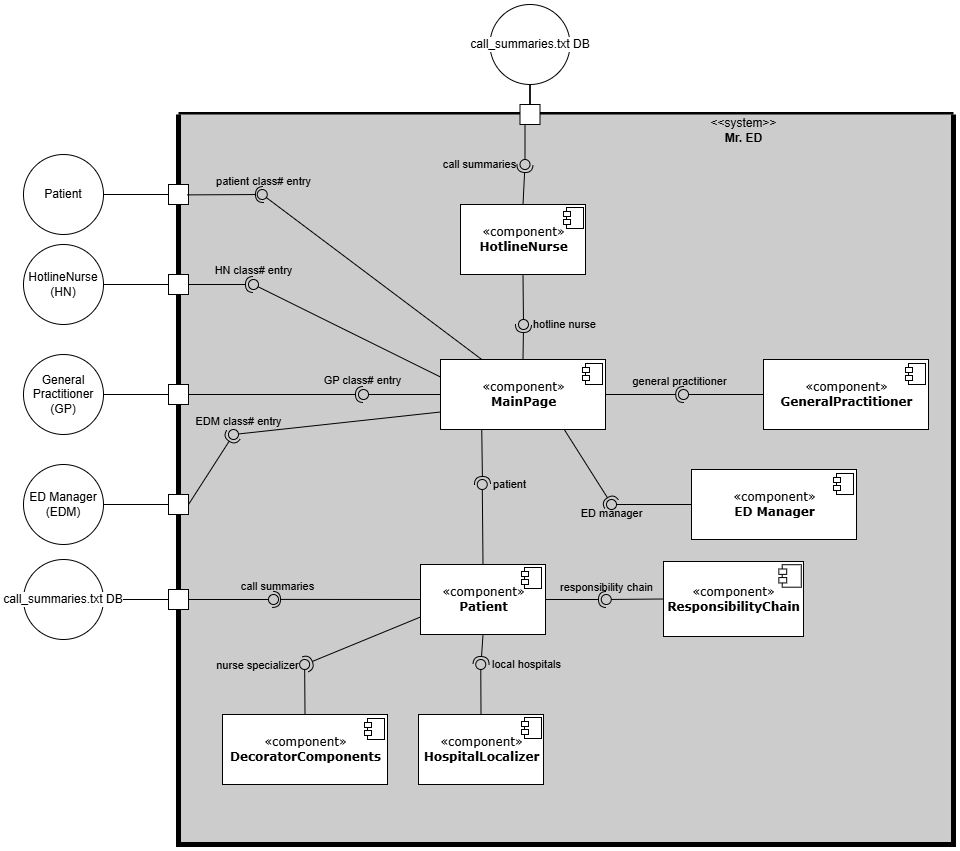 call_summaries.txt DB
<<system>>
Mr. ED
call summaries
patient class# entry
Patient
«component»
HotlineNurse
HN class# entry
HotlineNurse
(HN)
hotline nurse
General
Practitioner
(GP)
GP class# entry
«component»
MainPage
general practitioner
«component»
GeneralPractitioner
EDM class# entry
ED Manager
(EDM)
patient
ED manager
«component»
ED Manager
call_summaries.txt DB
call summaries
«component»
Patient
responsibility chain
«component»
ResponsibilityChain
nurse specializer
local hospitals
«component»
DecoratorComponents
«component»
HospitalLocalizer